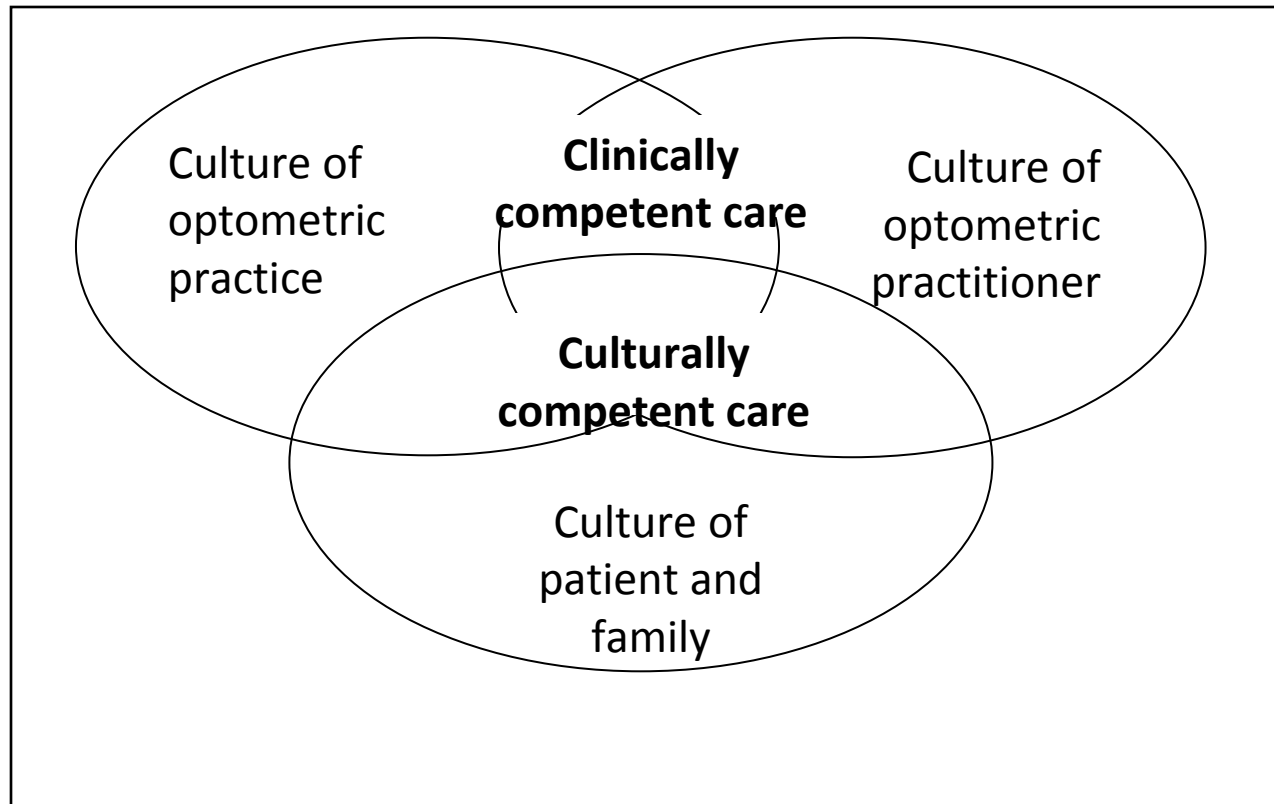 Culture of
optometric
practice
Clinically
competent care
Culture of
optometric
practitioner
Culturally
competent care
Culture of
patient and
family